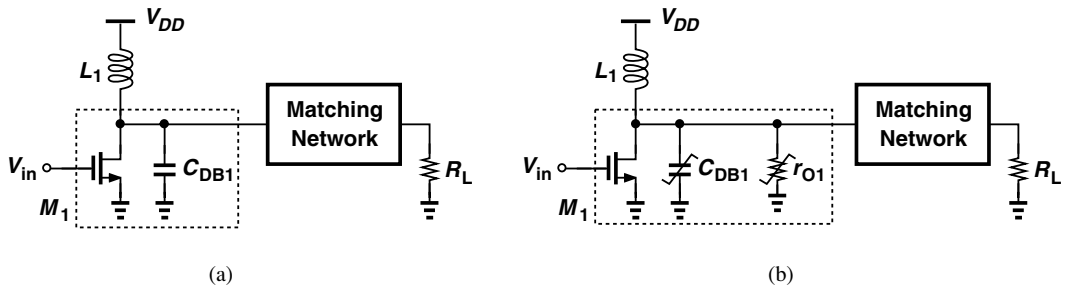 V_DD
L_1
Matching
Network
V_in
C_DB1
R_L
M_1
(a)
V_DD
L_1
Matching
Network
V_in
C_DB1
r_O1
R_L
M_1
(b)